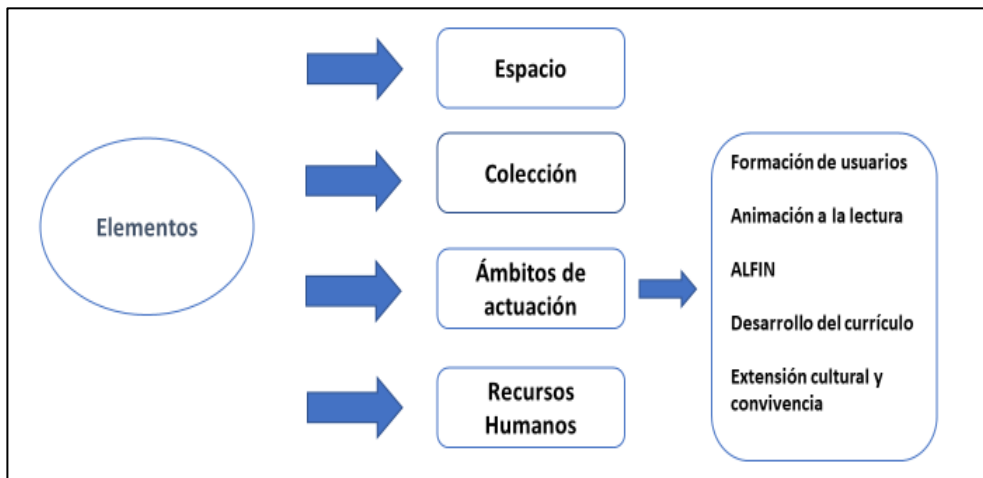 Elementos
Espacio
Colección
Ámbitos de
actuación
Recursos
Humanos
Formación de usuarios
Animación a la lectura
ALFIN
Desarrollo del currículo
Extensión cultural y
convivencia